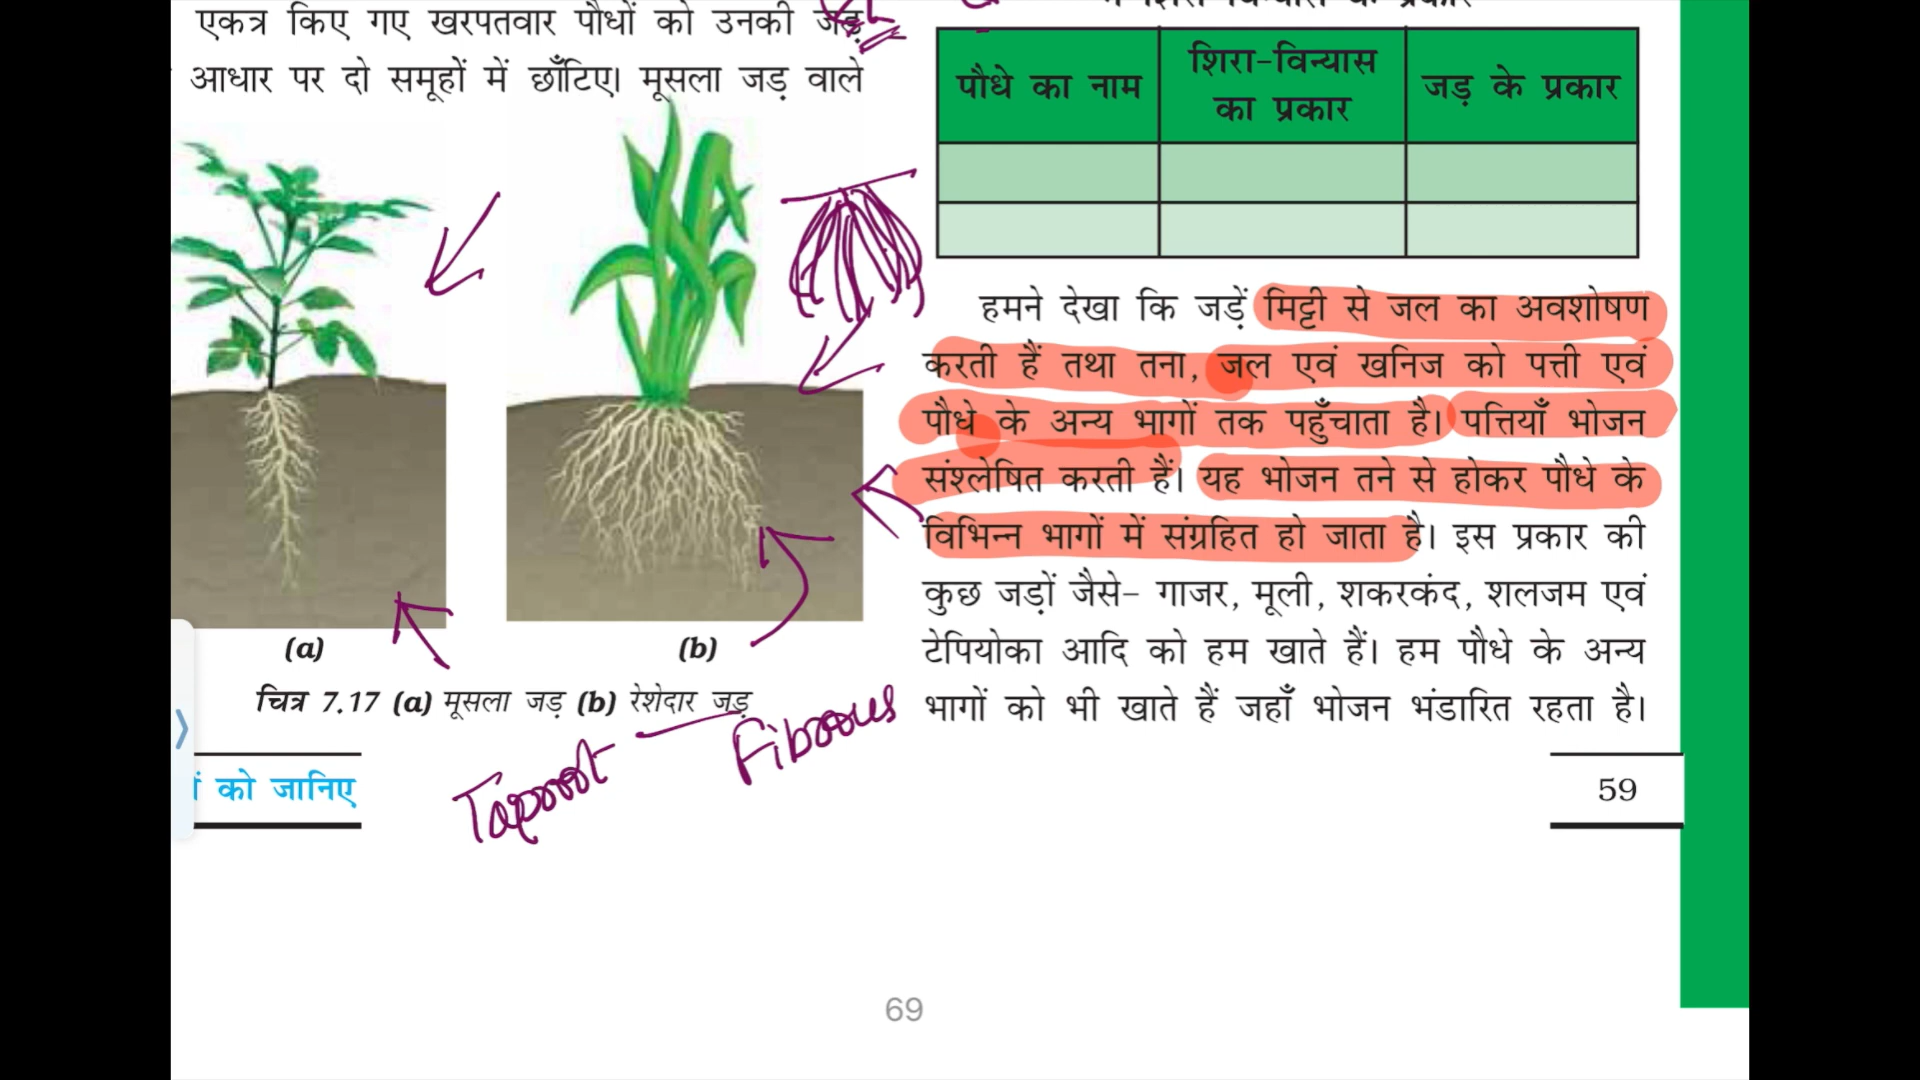 एकत्र किए गए खरपतवार पौधों को उनकी जड़
आधार पर दो समूहों में छाँटिए। मूसला जड़ वाले
(a)
(b)
चित्र 7.17 (a) मूसला जड़ (b) रेशेदार जड़
Taproot
Fibrous
को जानिए
पौधे का नाम
शिरा-विन्यास
का प्रकार
जड़ के प्रकार
हमने देखा कि जड़ें मिट्टी से जल का अवशोषण
करती हैं तथा तना, जल एवं खनिज को पत्ती एवं
पौधे के अन्य भागों तक पहुँचाता है। पत्तियाँ भोजन
संश्लेषित करती हैं। यह भोजन तने से होकर पौधे के
विभिन्न भागों में संग्रहित हो जाता है। इस प्रकार की
कुछ जड़ों जैसे– गाजर, मूली, शकरकंद, शलजम एवं
टेपियोका आदि को हम खाते हैं। हम पौधे के अन्य
भागों को भी खाते हैं जहाँ भोजन भंडारित रहता है।
59
69